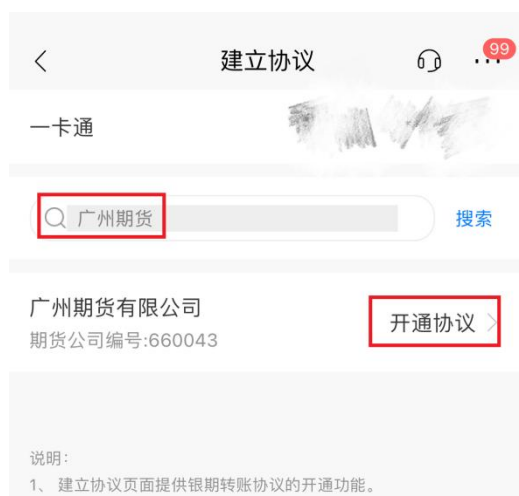 建立协议
99
一卡通
广州期货
搜索
广州期货有限公司
开通协议
期货公司编号:660043
说明:
1、 建立协议页面提供银期转账协议的开通功能。